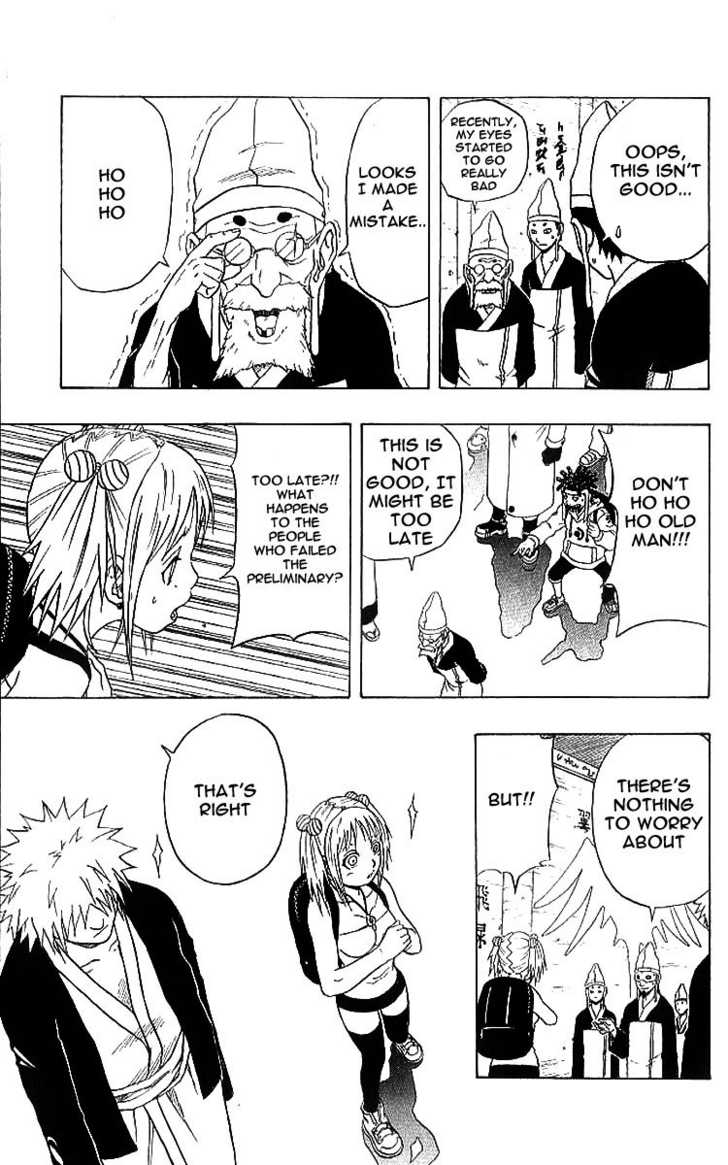 OOPS,
THIS ISN'T
GOOD...
RECENTLY,
MY EYES
STARTED
TO GO
REALLY
BAD
LOOKS
I MADE
A
MISTAKE..
HO
HO
HO
DON'T
HO HO
HO OLD
MAN!!!
THIS IS
NOT
GOOD, IT
MIGHT BE
TOO
LATE
TOO LATE?!!
WHAT
HAPPENS
TO THE
PEOPLE
WHO FAILED
THE
PRELIMINARY?
THERE'S
NOTHING
TO WORRY
ABOUT
BUT!!
THAT'S
RIGHT